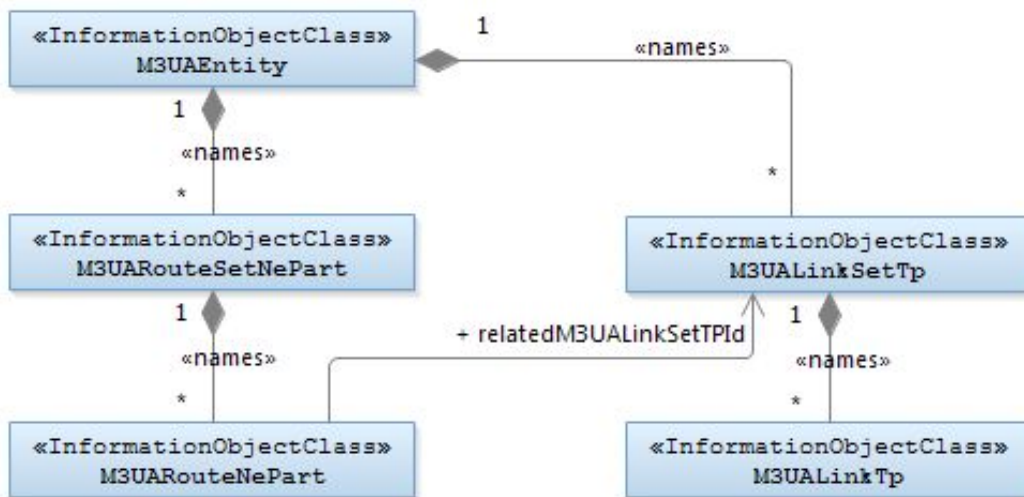 «InformationObjectClass»
M3UAEntity
1
«names»
1
«names»
*
*
«InformationObjectClass»
M3UARouteSetNePart
«InformationObjectClass»
M3UALinkSetTp
1
«names»
*
+ relatedM3UALinkSetTPId
1
«names»
*
«InformationObjectClass»
M3UARouteNePart
«InformationObjectClass»
M3UALinkTp